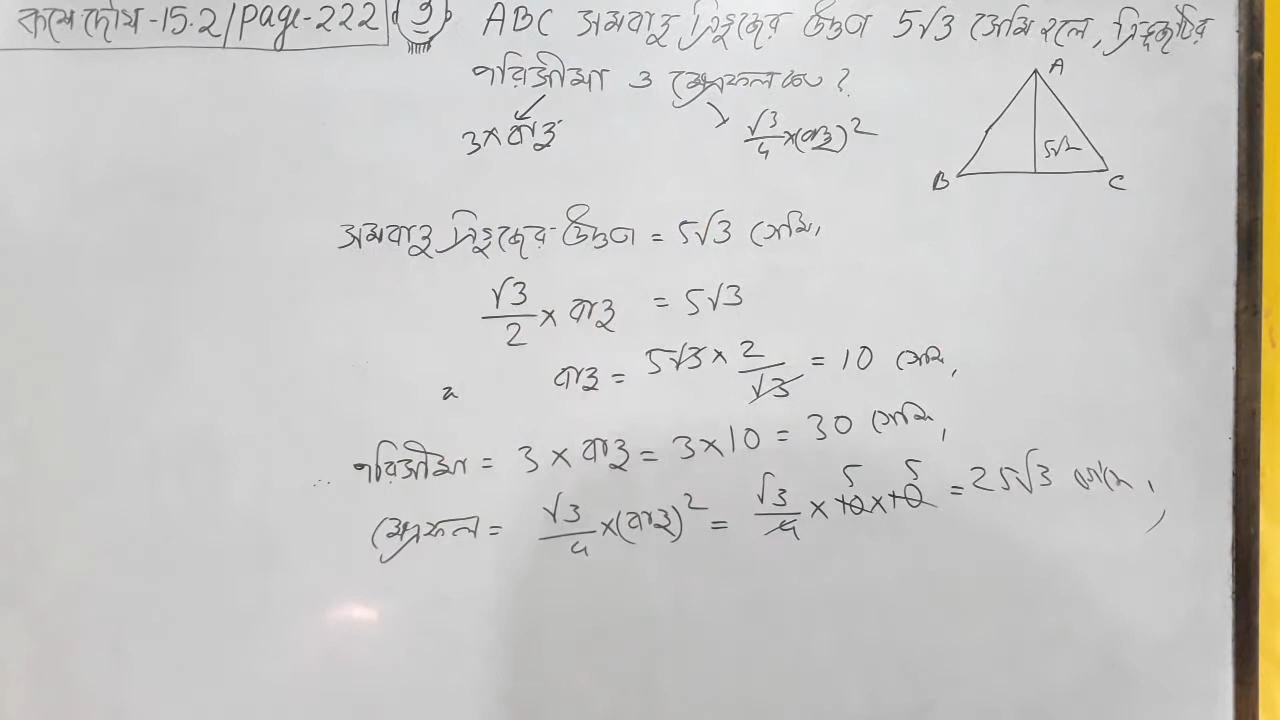 কষে দেখি-15.2/Page-222 (3) ABC সমবাহু ত্রিভুজের উচ্চতা 5√3 সেমি হলে, ত্রিভুজটির
পরিসীমা ও ক্ষেত্রফল কত ?
3×বাহু √3/4×(বাহু)²
A
B C
সমবাহু ত্রিভুজের উচ্চতা = 5√3 সেমি.
√3/2 × বাহু = 5√3
বাহু = 5√3 × 2/√3 = 10 সেমি.
∴ পরিসীমা = 3 × বাহু = 3×10 = 30 সেমি.
ক্ষেত্রফল = √3/4 ×(বাহু)² = √3/4 × 10×10 = 25√3
5 5